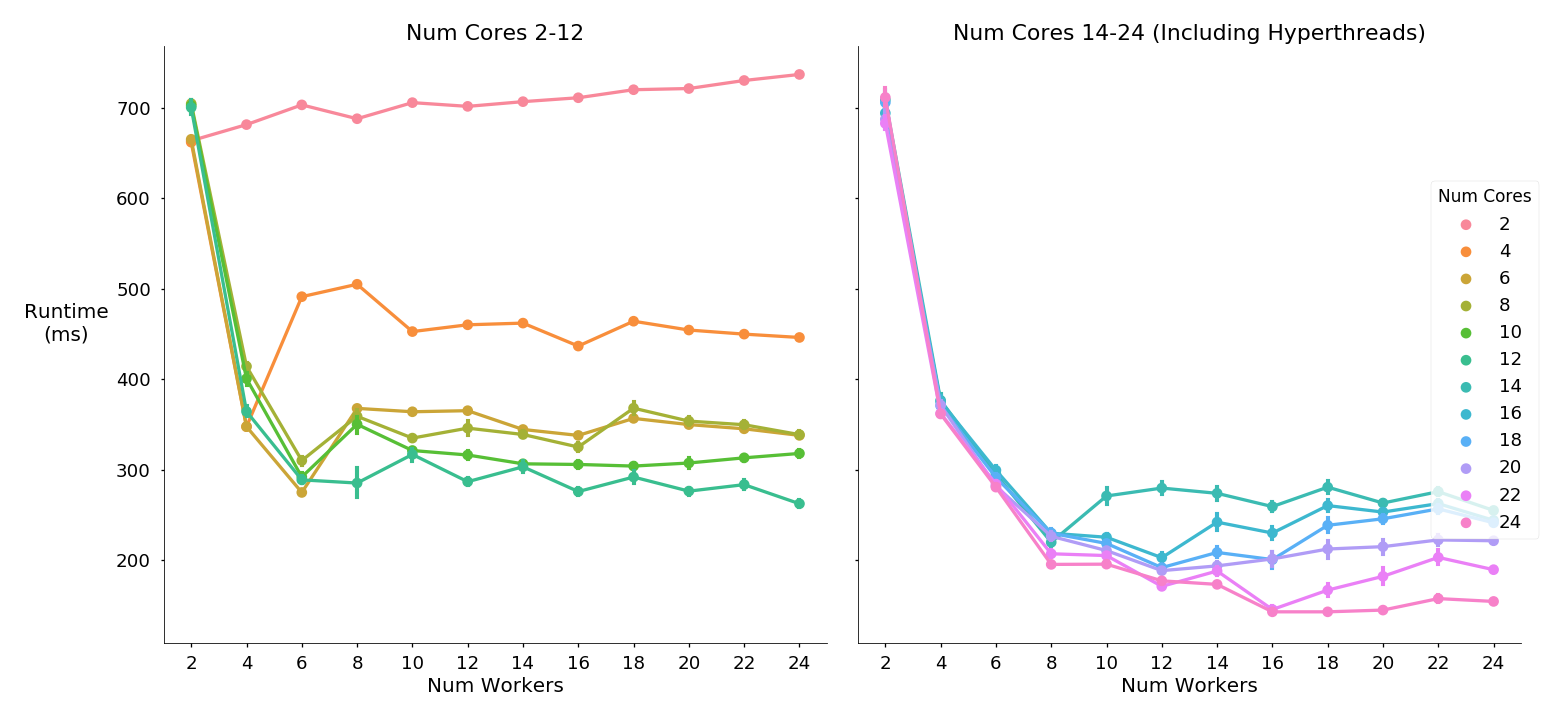 Num Cores 2-12
Num Cores 14-24 (Including Hyperthreads)
Runtime
(ms)
700
600
500
400
300
200
2 4 6 8 10 12 14 16 18 20 22 24
Num Workers
2 4 6 8 10 12 14 16 18 20 22 24
Num Workers
Num Cores
2
4
6
8
10
12
14
16
18
20
22
24